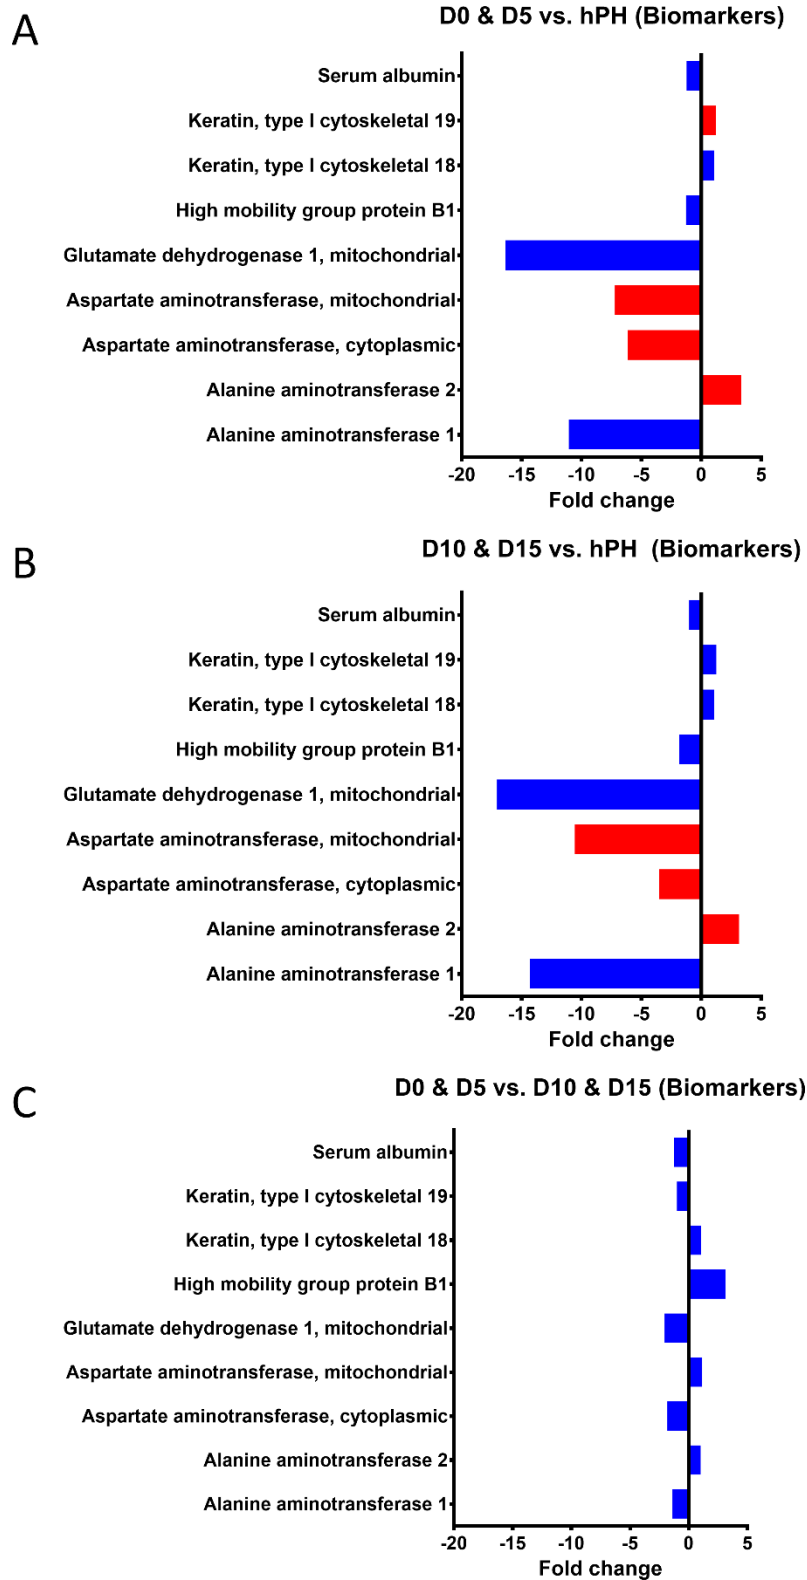 A
D0 & D5 vs. hPH (Biomarkers)
Serum albumin
Keratin, type I cytoskeletal 19
Keratin, type I cytoskeletal 18
High mobility group protein B1
Glutamate dehydrogenase 1, mitochondrial
Aspartate aminotransferase, mitochondrial
Aspartate aminotransferase, cytoplasmic
Alanine aminotransferase 2
Alanine aminotransferase 1
-20 -15 -10 -5 0 5
Fold change
B
D10 & D15 vs. hPH (Biomarkers)
Serum albumin
Keratin, type I cytoskeletal 19
Keratin, type I cytoskeletal 18
High mobility group protein B1
Glutamate dehydrogenase 1, mitochondrial
Aspartate aminotransferase, mitochondrial
Aspartate aminotransferase, cytoplasmic
Alanine aminotransferase 2
Alanine aminotransferase 1
-20 -15 -10 -5 0 5
Fold change
C
D0 & D5 vs. D10 & D15 (Biomarkers)
Serum albumin
Keratin, type I cytoskeletal 19
Keratin, type I cytoskeletal 18
High mobility group protein B1
Glutamate dehydrogenase 1, mitochondrial
Aspartate aminotransferase, mitochondrial
Aspartate aminotransferase, cytoplasmic
Alanine aminotransferase 2
Alanine aminotransferase 1
-20 -15 -10 -5 0 5
Fold change